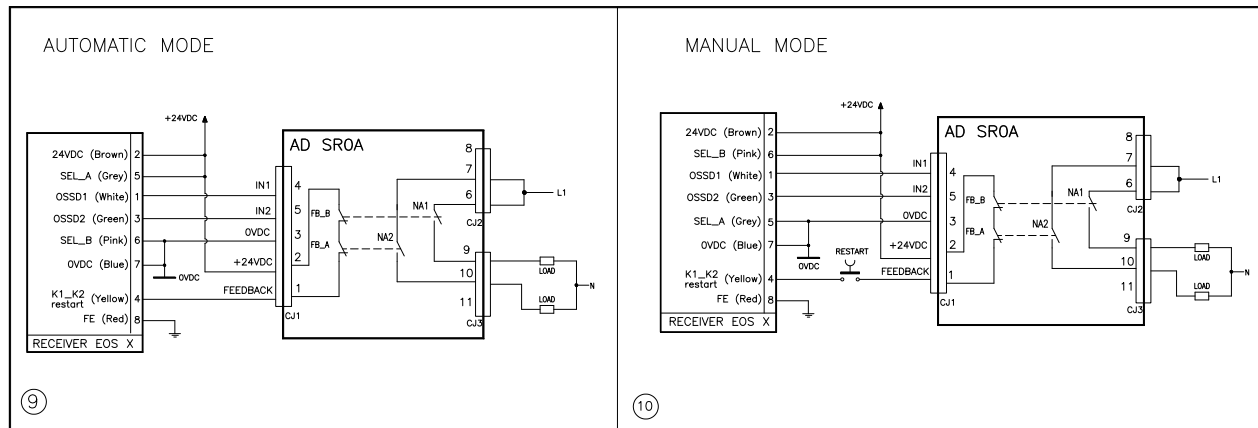 AUTOMATIC MODE
+24VDC
AD SR0A
24VDC (Brown) 2
SEL_A (Grey) 5
OSSD1 (White) 1
OSSD2 (Green) 3
SEL_B (Pink) 6
0VDC (Blue) 7
K1_K2 restart (Yellow) 4
FE (Red) 8
RECEIVER EOS X
0VDC
IN1
IN2
0VDC
+24VDC
FEEDBACK
4
5
3
2
1
CJ1
FB_B
FB_A
NA1
NA2
8
7
6
CJ2
L1
9
10
11
CJ3
LOAD
LOAD
N
9
MANUAL MODE
+24VDC
AD SR0A
24VDC (Brown) 2
SEL_B (Pink) 6
OSSD1 (White) 1
OSSD2 (Green) 3
SEL_A (Grey) 5
0VDC (Blue) 7
K1_K2 restart (Yellow) 4
FE (Red) 8
RECEIVER EOS X
0VDC
RESTART
IN1
IN2
0VDC
+24VDC
FEEDBACK
4
5
3
2
1
CJ1
FB_B
FB_A
NA1
NA2
8
7
6
CJ2
L1
9
10
11
CJ3
LOAD
LOAD
N
10